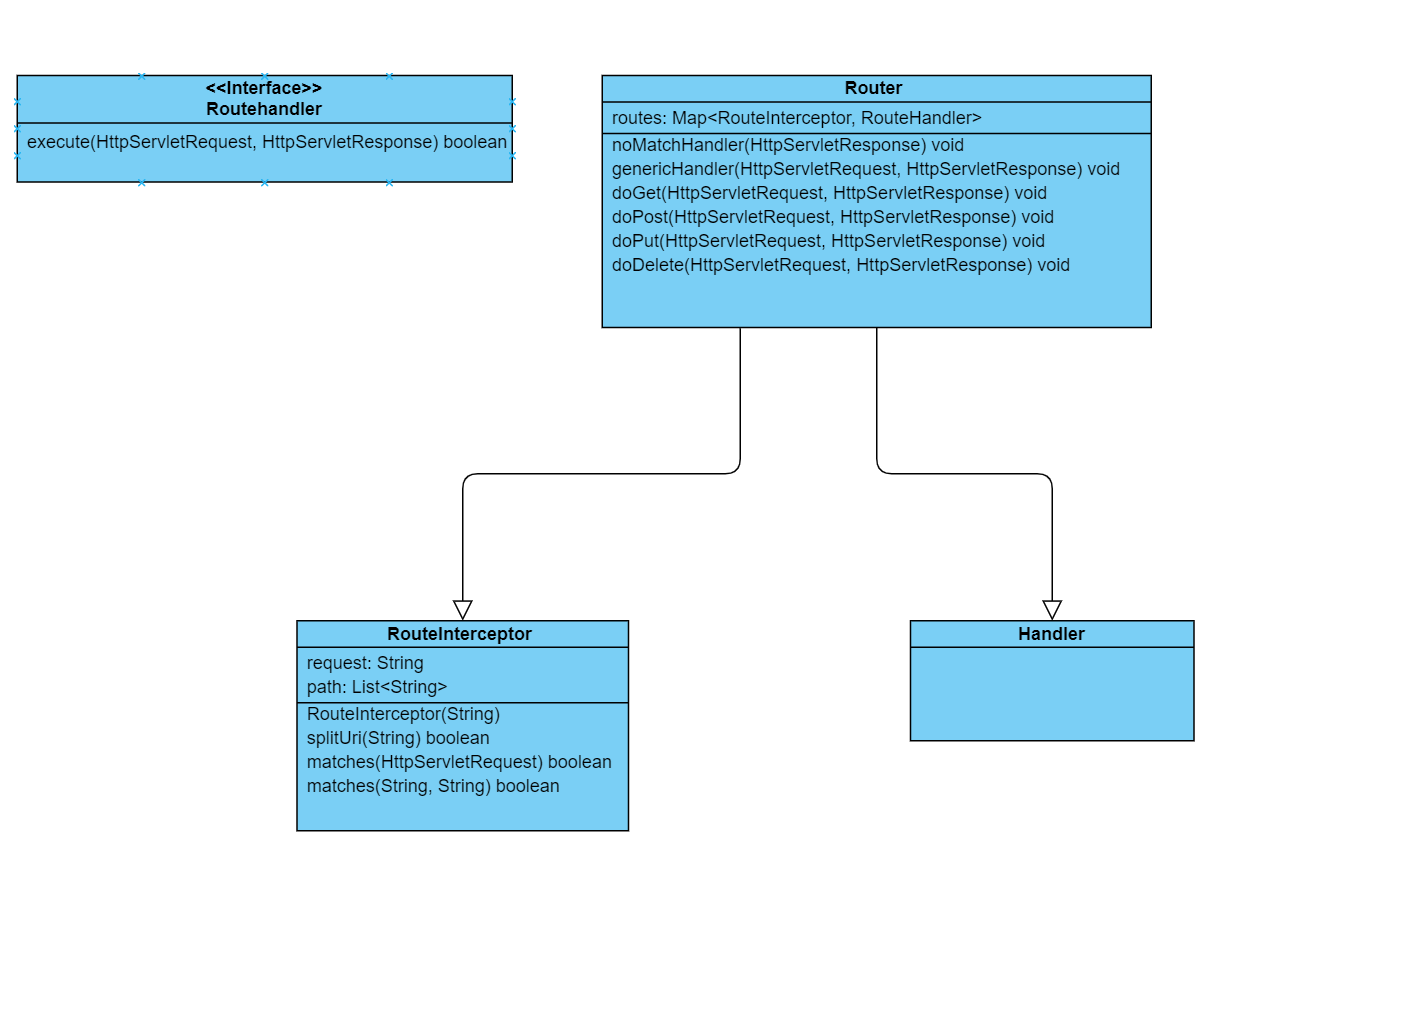 <<Interface>>
Routehandler
execute(HttpServletRequest, HttpServletResponse) boolean
Router
routes: Map<RouteInterceptor, RouteHandler>
noMatchHandler(HttpServletResponse) void
genericHandler(HttpServletRequest, HttpServletResponse) void
doGet(HttpServletRequest, HttpServletResponse) void
doPost(HttpServletRequest, HttpServletResponse) void
doPut(HttpServletRequest, HttpServletResponse) void
doDelete(HttpServletRequest, HttpServletResponse) void
RouteInterceptor
request: String
path: List<String>
RouteInterceptor(String)
splitUri(String) boolean
matches(HttpServletRequest) boolean
matches(String, String) boolean
Handler